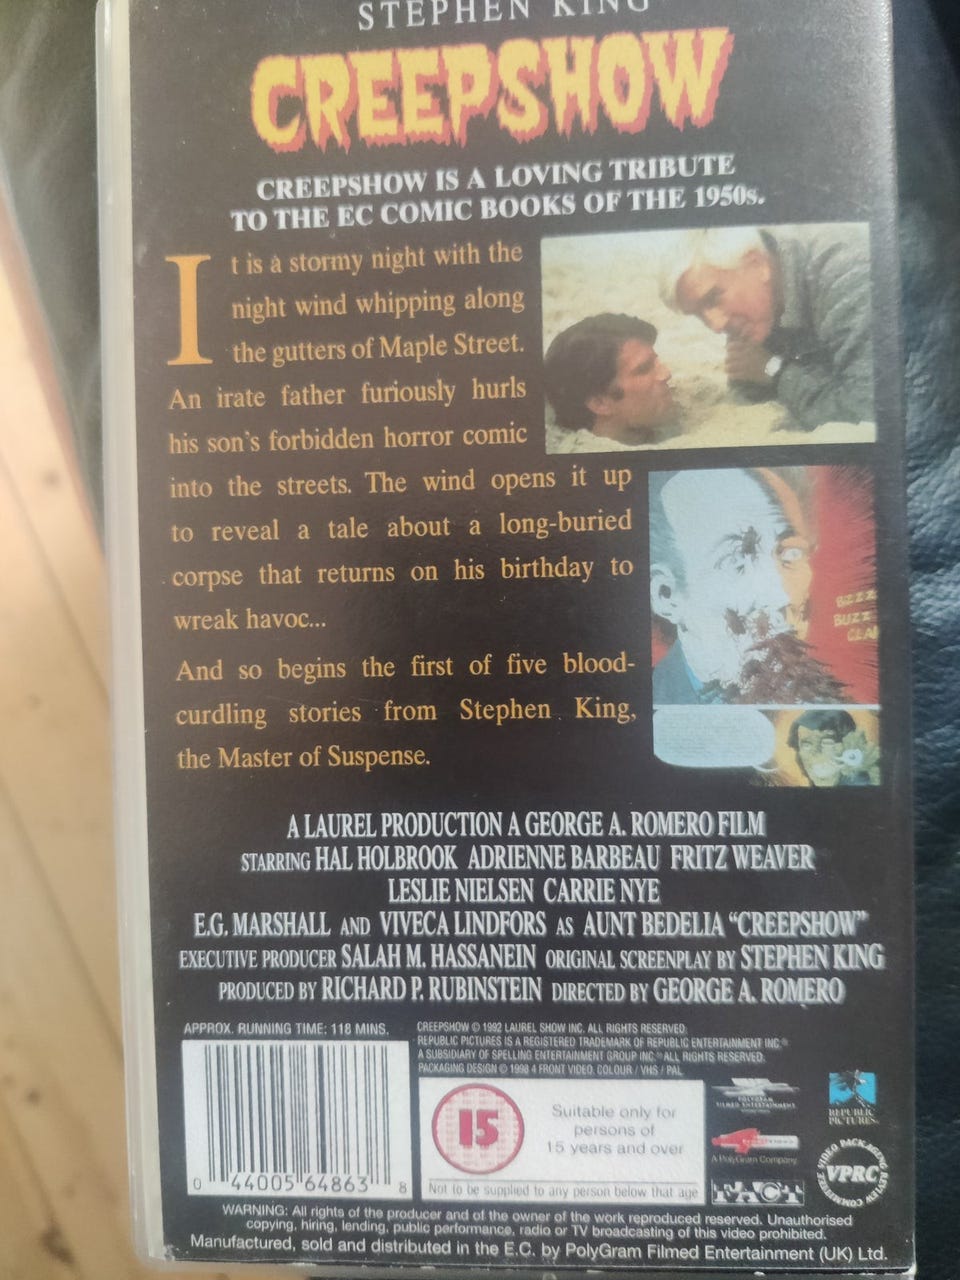 STEPHEN KING
CREEPSHOW
CREEPSHOW IS A LOVING TRIBUTE
TO THE EC COMIC BOOKS OF THE 1950s.
It is a stormy night with the
night wind whipping along
the gutters of Maple Street.
An irate father furiously hurls
his son's forbidden horror comic
into the streets. The wind opens it up
to reveal a tale about a long-buried
corpse that returns on his birthday to
wreak havoc...
And so begins the first of five blood-
curdling stories from Stephen King,
the Master of Suspense.
BZZZ
BUZZ
A LAUREL PRODUCTION A GEORGE A. ROMERO FILM
STARRING HAL HOLBROOK ADRIENNE BARBEAU FRITZ WEAVER
LESLIE NIELSEN CARRIE NYE
E.G. MARSHALL AND VIVECA LINDFORS AS AUNT BEDELIA "CREEPSHOW"
EXECUTIVE PRODUCER SALAH M. HASSANEIN ORIGINAL SCREENPLAY BY STEPHEN KING
PRODUCED BY RICHARD P. RUBINSTEIN DIRECTED BY GEORGE A. ROMERO
APPROX. RUNNING TIME: 118 MINS.
CREEPSHOW © 1992 LAUREL SHOW INC. ALL RIGHTS RESERVED.
REPUBLIC PICTURES IS A REGISTERED TRADEMARK OF REPUBLIC ENTERTAINMENT INC.®
A SUBSIDIARY OF SPELLING ENTERTAINMENT GROUP INC.™ ALL RIGHTS RESERVED.
PACKAGING DESIGN © 1998 4 FRONT VIDEO. COLOUR / VHS / PAL
15
Suitable only for
persons of
15 years and over
Not to be supplied to any person below that age
0 44005 64863 8
POLYGRAM
FILMED ENTERTAINMENT
A PolyGram Company
FACT
REPUBLIC
PICTURES
VIDEO PACKAGING REVIEW COMMITTEE
VPRC
WARNING: All rights of the producer and of the owner of the work reproduced reserved. Unauthorised
copying, hiring, lending, public performance, radio or TV broadcasting of this video prohibited.
Manufactured, sold and distributed in the E.C. by PolyGram Filmed Entertainment (UK) Ltd.